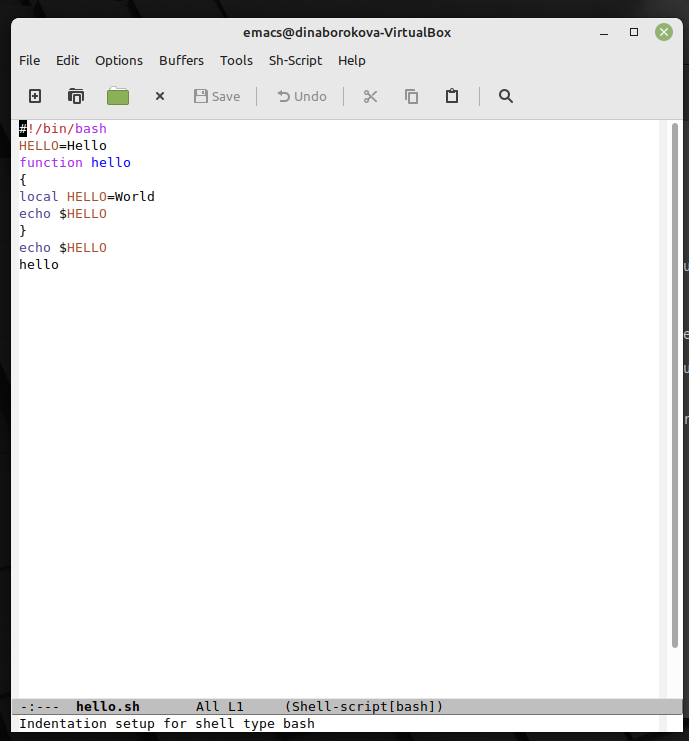 emacs@dinaborokova-VirtualBox
File Edit Options Buffers Tools Sh-Script Help
Save Undo
#!/bin/bash
HELLO=Hello
function hello
{
local HELLO=World
echo $HELLO
}
echo $HELLO
hello
-:--- hello.sh All L1 (Shell-script[bash])
Indentation setup for shell type bash